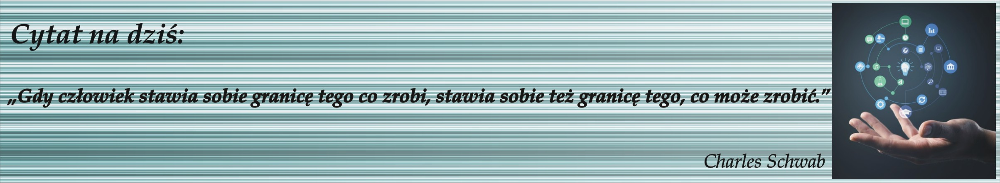 Cytat na dziś:
„Gdy człowiek stawia sobie granicę tego co zrobi, stawia sobie też granicę tego, co może zrobić.”
Charles Schwab